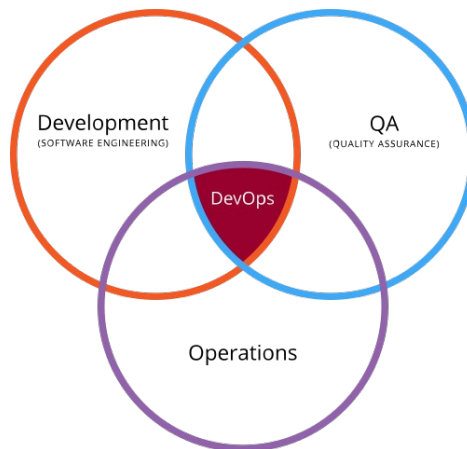 Development
(SOFTWARE ENGINEERING)
QA
(QUALITY ASSURANCE)
DevOps
Operations